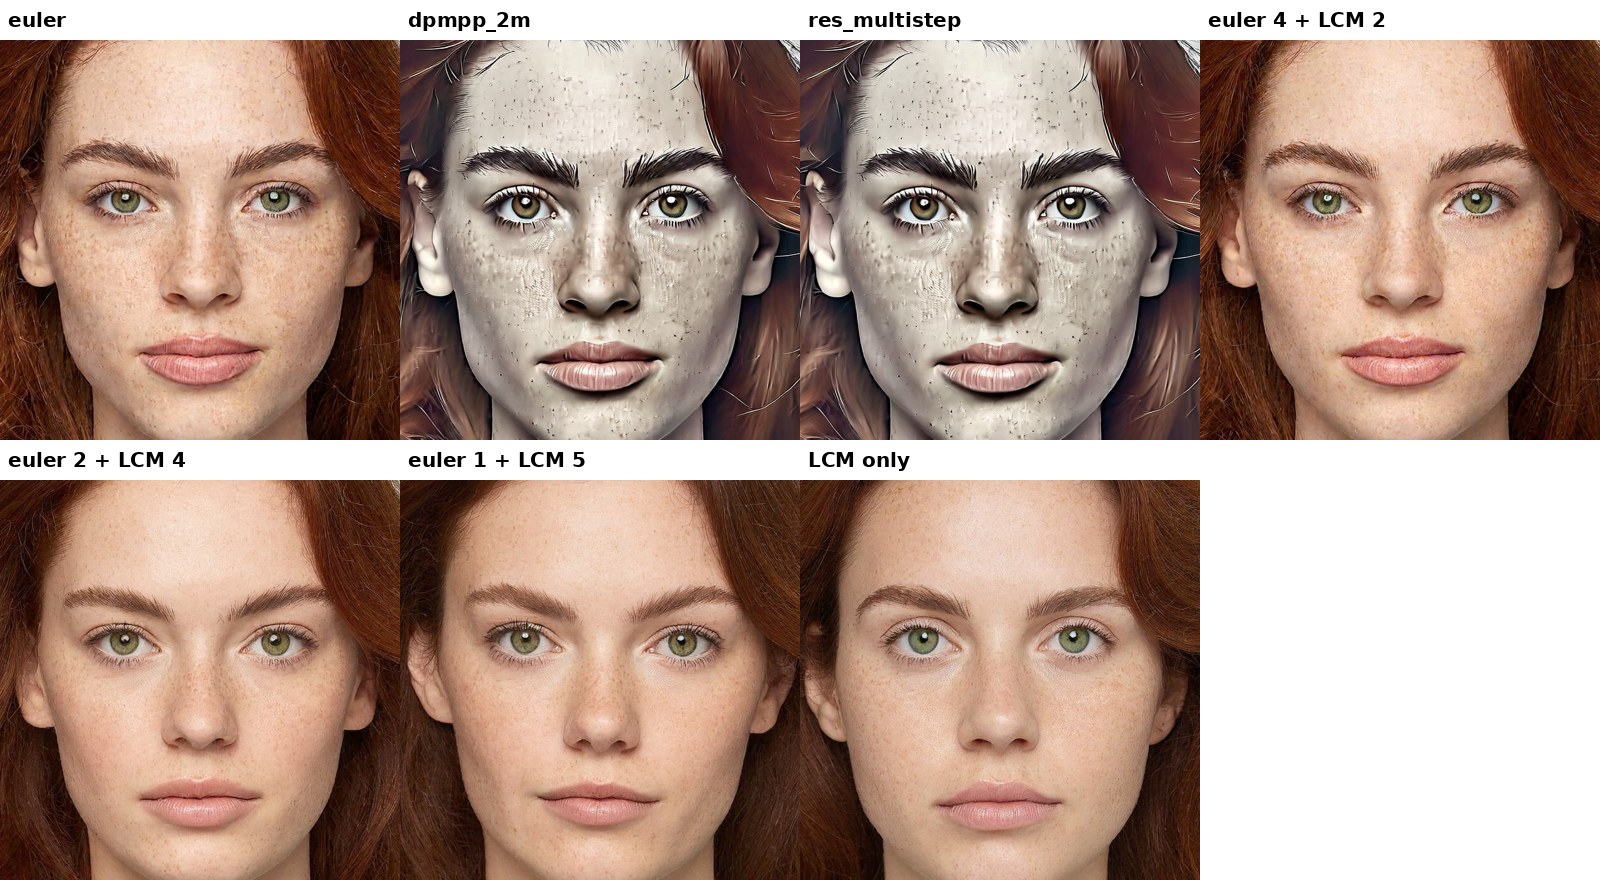 euler
dpmpp_2m
res_multistep
euler 4 + LCM 2
euler 2 + LCM 4
euler 1 + LCM 5
LCM only